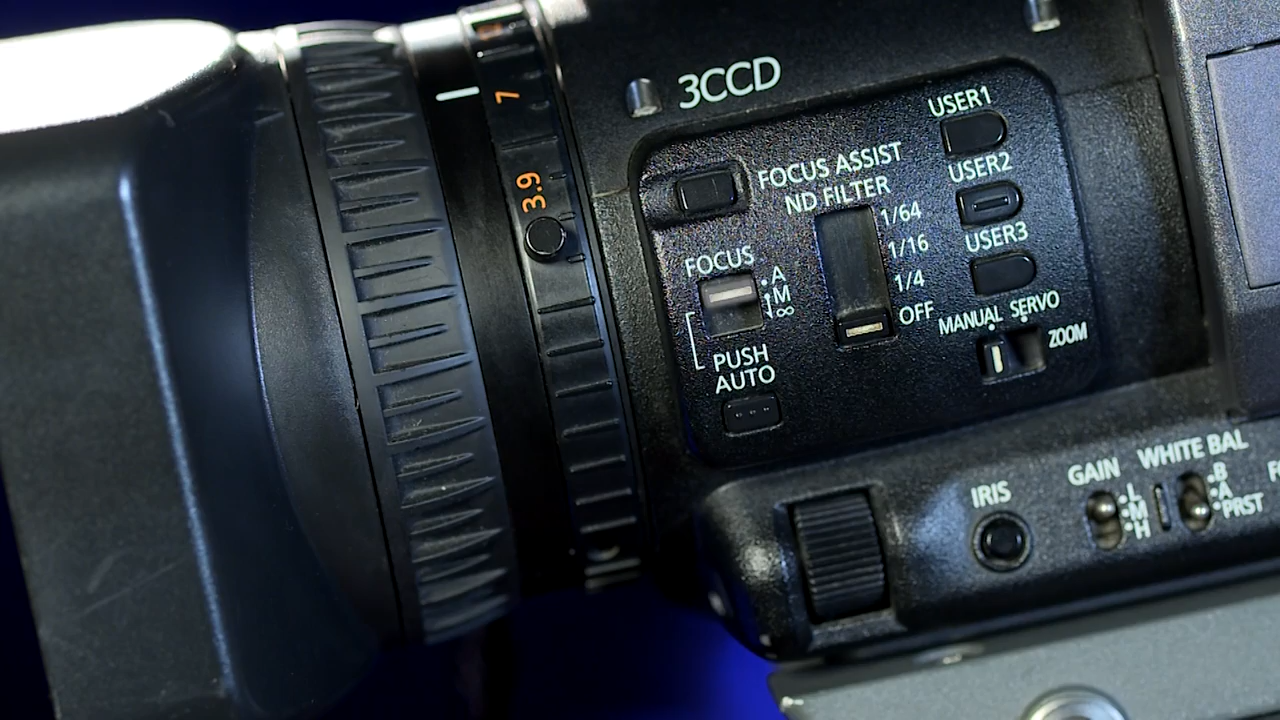 7
3.9
3CCD
USER1
FOCUS ASSIST
USER2
ND FILTER
1/64
USER3
1/16
FOCUS
A
M
∞
1/4
OFF
MANUAL SERVO
ZOOM
PUSH
AUTO
IRIS
GAIN
L
M
H
WHITE BAL
B
A
PRST